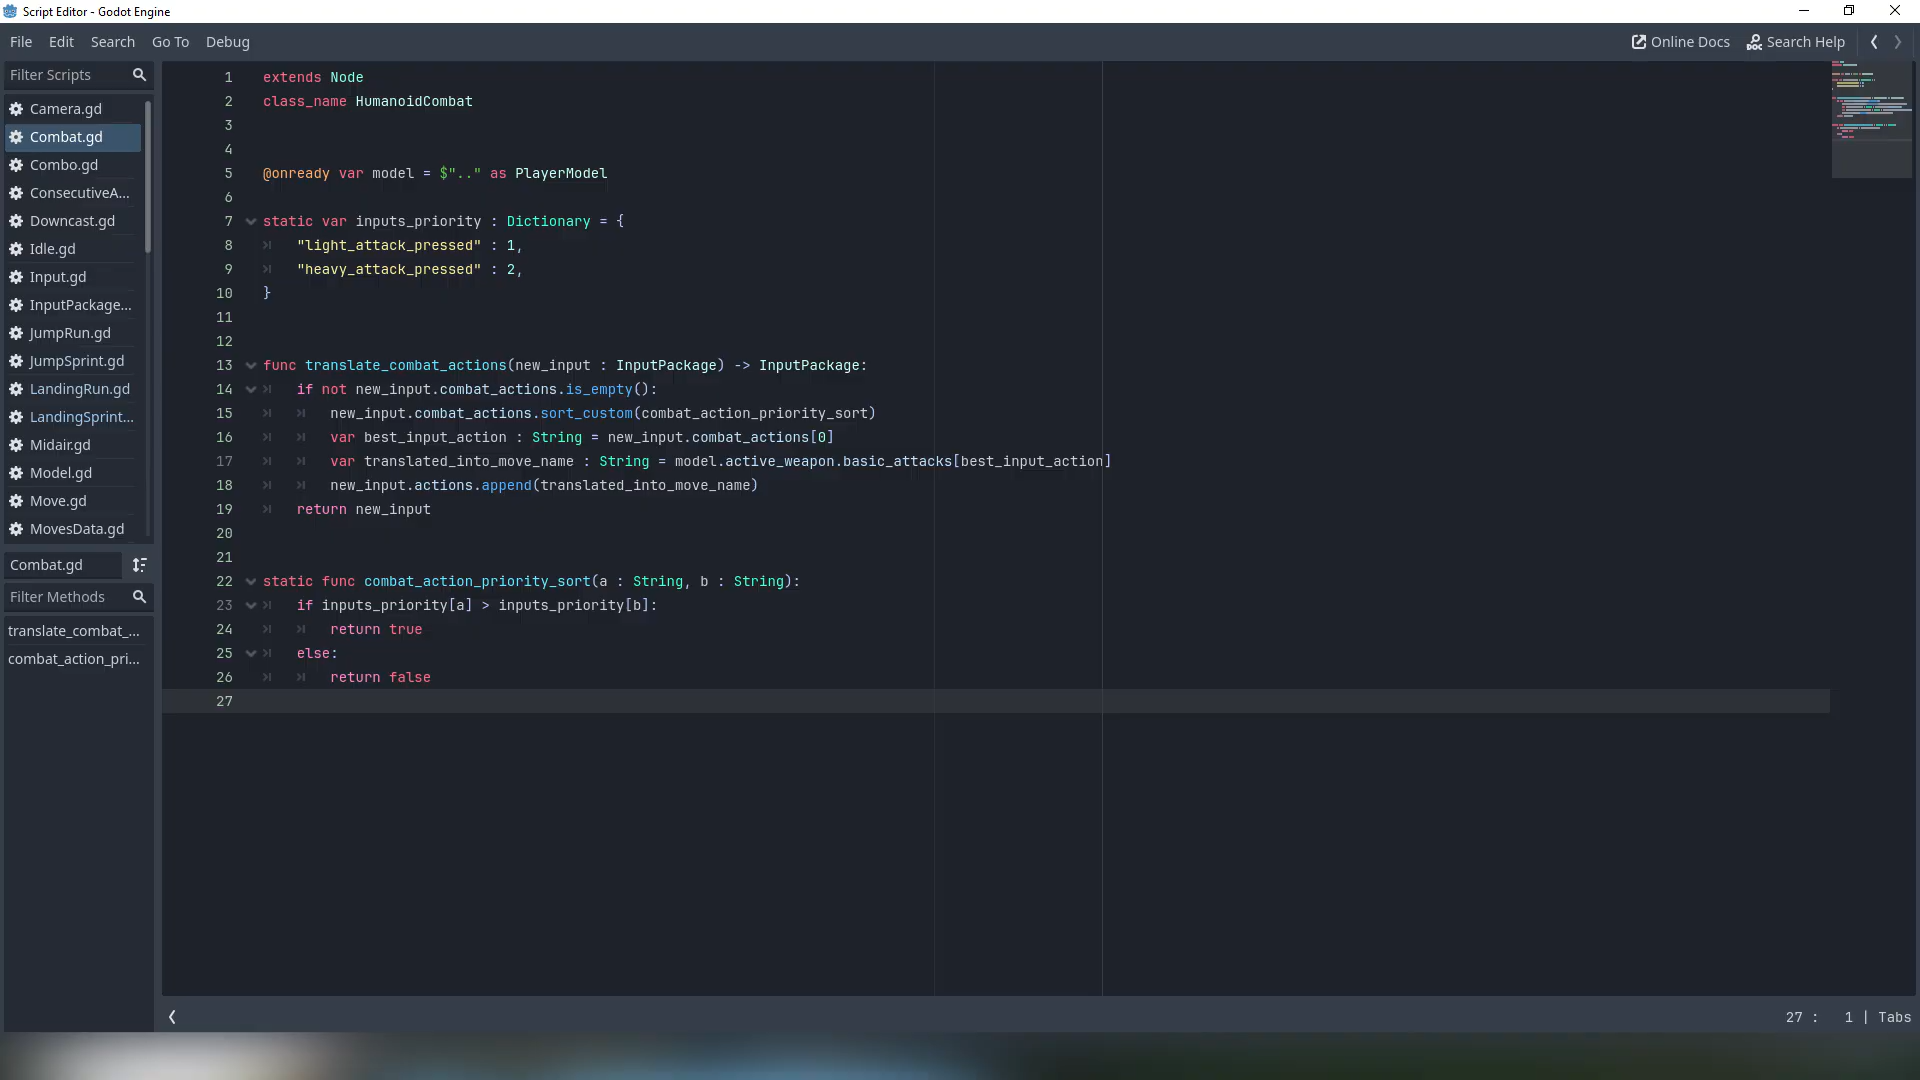 Script Editor - Godot Engine
File Edit Search Go To Debug Online Docs Search Help
Filter Scripts
Camera.gd
Combat.gd
Combo.gd
ConsecutiveA...
Downcast.gd
Idle.gd
Input.gd
InputPackage...
JumpRun.gd
JumpSprint.gd
LandingRun.gd
LandingSprint...
Midair.gd
Model.gd
Move.gd
MovesData.gd
Combat.gd
Filter Methods
translate_combat_...
combat_action_pri...
1 extends Node
2 class_name HumanoidCombat
3
4
5 @onready var model = $".." as PlayerModel
6
7 static var inputs_priority : Dictionary = {
8 "light_attack_pressed" : 1,
9 "heavy_attack_pressed" : 2,
10 }
11
12
13 func translate_combat_actions(new_input : InputPackage) -> InputPackage:
14 if not new_input.combat_actions.is_empty():
15 new_input.combat_actions.sort_custom(combat_action_priority_sort)
16 var best_input_action : String = new_input.combat_actions[0]
17 var translated_into_move_name : String = model.active_weapon.basic_attacks[best_input_action]
18 new_input.actions.append(translated_into_move_name)
19 return new_input
20
21
22 static func combat_action_priority_sort(a : String, b : String):
23 if inputs_priority[a] > inputs_priority[b]:
24 return true
25 else:
26 return false
27
27 : 1 | Tabs